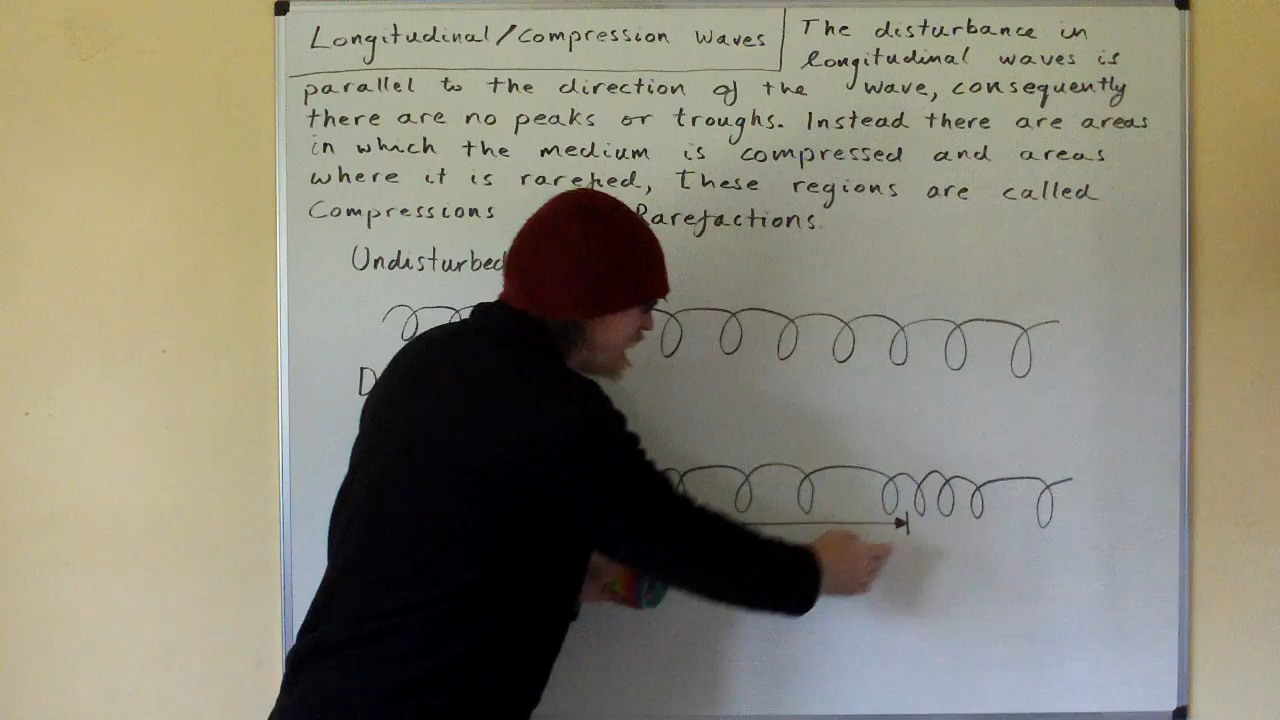 Longitudinal/Compression Waves
The disturbance in
longitudinal waves is
parallel to the direction of the wave, consequently
there are no peaks or troughs. Instead there are areas
in which the medium is compressed and areas
where it is rarefied, these regions are called
Compressions Rarefactions.
Undisturbed
D